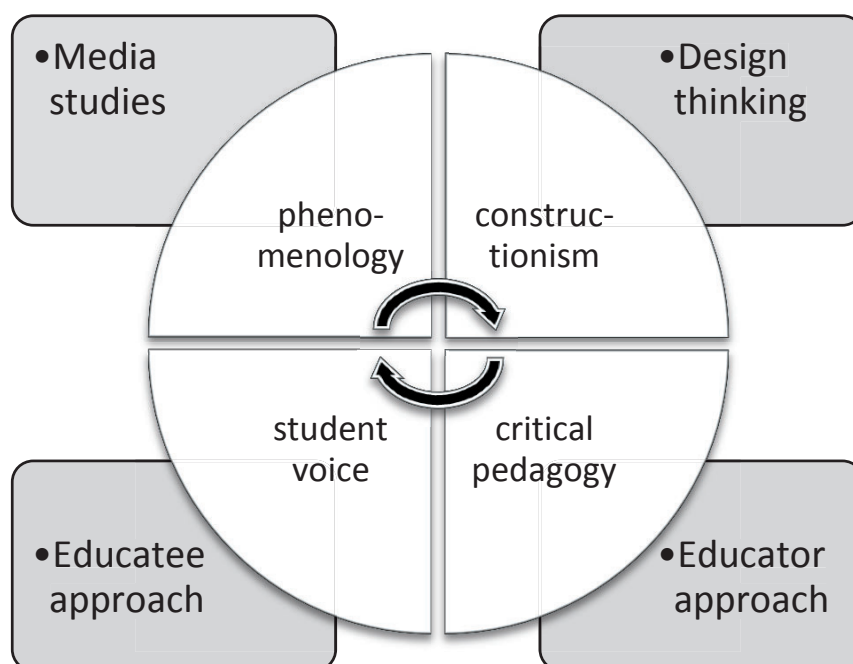 •Media
studies
•Design
thinking
pheno-
menology
construc-
tionism
student
voice
critical
pedagogy
•Educatee
approach
•Educator
approach